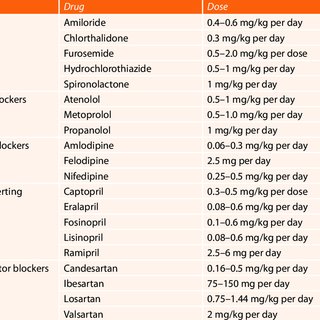 Drug Dose
Amiloride 0.4–0.6 mg/kg per day
Chlorthalidone 0.3 mg/kg per day
Furosemide 0.5–2.0 mg/kg per dose
Hydrochlorothiazide 0.5–1 mg/kg per day
Spironolactone 1 mg/kg per day
lockers Atenolol 0.5–1 mg/kg per day
Metoprolol 0.5–1.0 mg/kg per day
Propanolol 1 mg/kg per day
lockers Amlodipine 0.06–0.3 mg/kg per day
Felodipine 2.5 mg per day
Nifedipine 0.25–0.5 mg/kg per day
erting Captopril 0.3–0.5 mg/kg per dose
Eralapril 0.08–0.6 mg/kg per day
Fosinopril 0.1–0.6 mg/kg per day
Lisinopril 0.08–0.6 mg/kg per day
Ramipril 2.5–6 mg per day
tor blockers Candesartan 0.16–0.5 mg/kg per day
Ibesartan 75–150 mg per day
Losartan 0.75–1.44 mg/kg per day
Valsartan 2 mg/kg per day